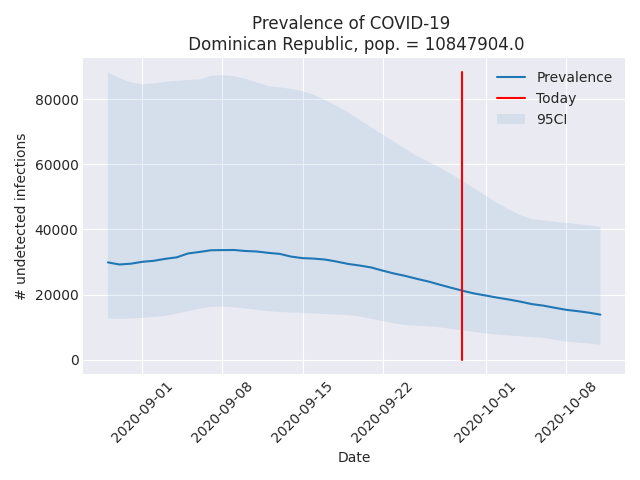 Prevalence of COVID-19
Dominican Republic, pop. = 10847904.0
Prevalence
Today
95CI
80000
60000
40000
20000
0
# undetected infections
2020-09-01
2020-09-08
2020-09-15
2020-09-22
2020-10-01
2020-10-08
Date